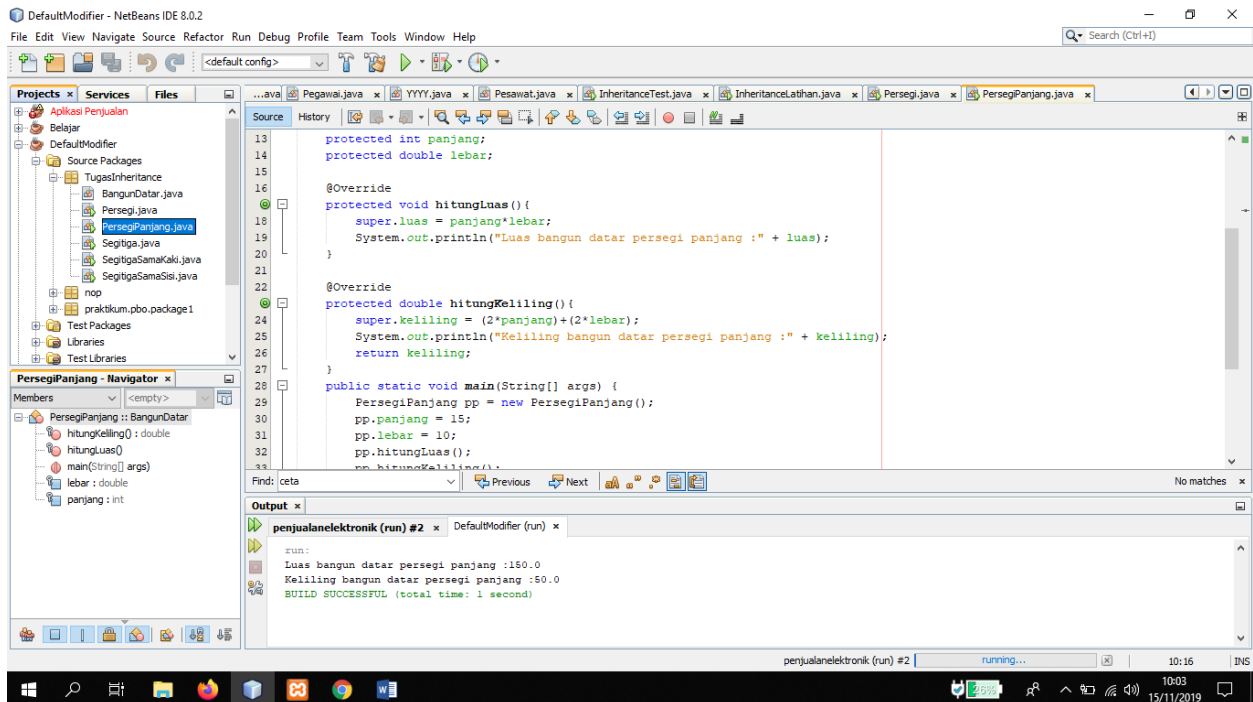 DefaultModifier - NetBeans IDE 8.0.2
File Edit View Navigate Source Refactor Run Debug Profile Team Tools Window Help
Search (Ctrl+I)
<default config>
Projects x Services Files
Aplikasi Penjualan
Belajar
DefaultModifier
Source Packages
TugasInheritance
BangunDatar.java
Persegi.java
PersegiPanjang.java
Segitiga.java
SegitigaSamaKaki.java
SegitigaSamaSisi.java
nop
praktikum.pbo.package1
Test Packages
Libraries
Test Libraries
PersegiPanjang - Navigator x
Members <empty>
PersegiPanjang :: BangunDatar
hitungKeliling() : double
hitungLuas()
main(String[] args)
lebar : double
panjang : int
...ava Pegawai.java x YYYY.java x Pesawat.java x InheritanceTest.java x InheritanceLatihan.java x Persegi.java x PersegiPanjang.java x
Source History
13 protected int panjang;
14 protected double lebar;
15
16 @Override
protected void hitungLuas(){
18 super.luas = panjang*lebar;
19 System.out.println("Luas bangun datar persegi panjang :" + luas);
20 }
21
22 @Override
protected double hitungKeliling(){
24 super.keliling = (2*panjang)+(2*lebar);
25 System.out.println("Keliling bangun datar persegi panjang :" + keliling);
26 return keliling;
27 }
28 public static void main(String[] args) {
29 PersegiPanjang pp = new PersegiPanjang();
30 pp.panjang = 15;
31 pp.lebar = 10;
32 pp.hitungLuas();
33 pp.hitungKeliling();
Find: ceta Previous Next No matches x
Output x
penjualanelektronik (run) #2 x DefaultModifier (run) x
run:
Luas bangun datar persegi panjang :150.0
Keliling bangun datar persegi panjang :50.0
BUILD SUCCESSFUL (total time: 1 second)
penjualanelektronik (run) #2 running... 10:16 INS
26% 10:03
15/11/2019